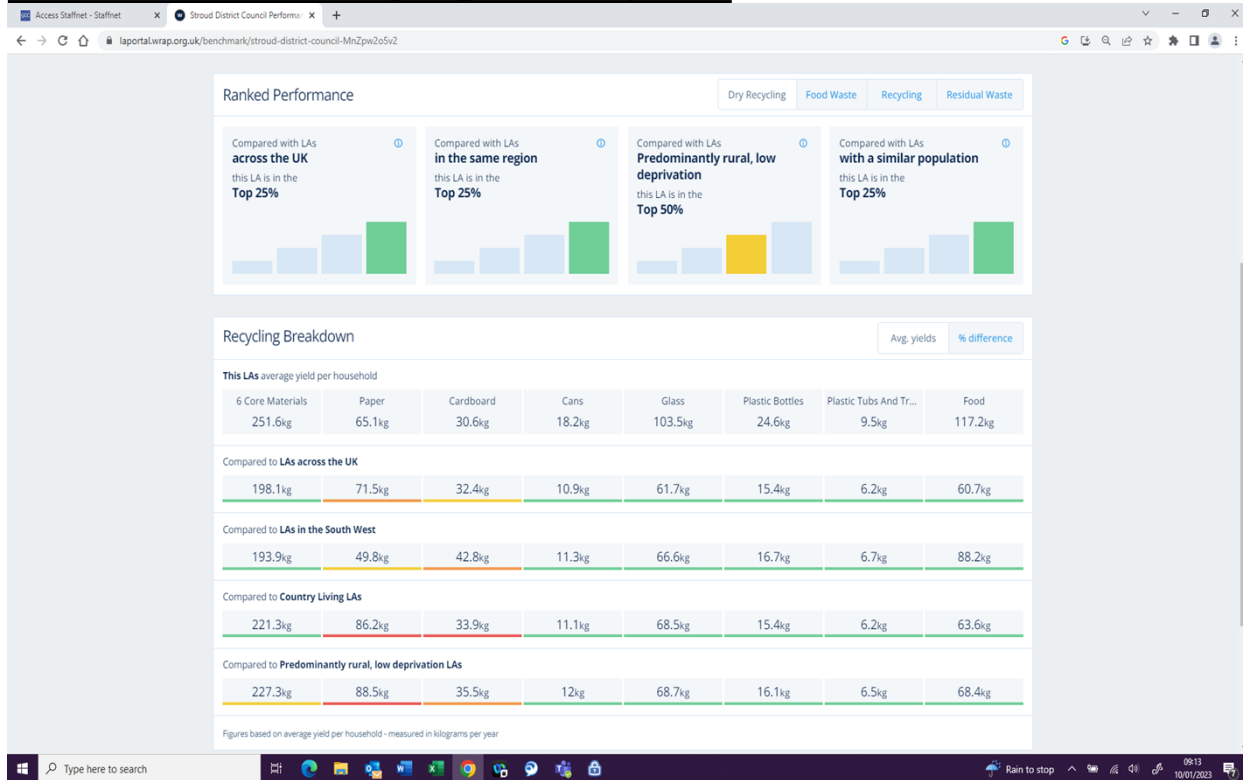 Access Staffnet - Staffnet
Stroud District Council Performan
laportal.wrap.org.uk/benchmark/stroud-district-council-MnZpw2o5v2
Ranked Performance
Dry Recycling Food Waste Recycling Residual Waste
Compared with LAs
across the UK
this LA is in the
Top 25%
Compared with LAs
in the same region
this LA is in the
Top 25%
Compared with LAs
Predominantly rural, low
deprivation
this LA is in the
Top 50%
Compared with LAs
with a similar population
this LA is in the
Top 25%
Recycling Breakdown
Avg. yields % difference
This LAs average yield per household
6 Core Materials Paper Cardboard Cans Glass Plastic Bottles Plastic Tubs And Tr... Food
251.6kg 65.1kg 30.6kg 18.2kg 103.5kg 24.6kg 9.5kg 117.2kg
Compared to LAs across the UK
198.1kg 71.5kg 32.4kg 10.9kg 61.7kg 15.4kg 6.2kg 60.7kg
Compared to LAs in the South West
193.9kg 49.8kg 42.8kg 11.3kg 66.6kg 16.7kg 6.7kg 88.2kg
Compared to Country Living LAs
221.3kg 86.2kg 33.9kg 11.1kg 68.5kg 15.4kg 6.2kg 63.6kg
Compared to Predominantly rural, low deprivation LAs
227.3kg 88.5kg 35.5kg 12kg 68.7kg 16.1kg 6.5kg 68.4kg
Figures based on average yield per household - measured in kilograms per year
Type here to search
Rain to stop
09:13
10/01/2023